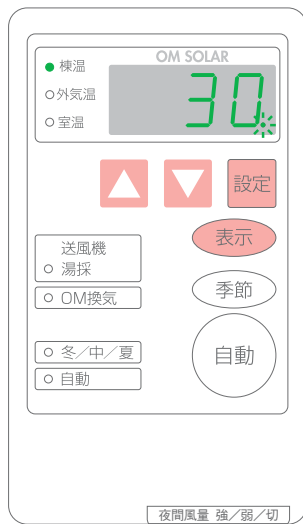 OM SOLAR
棟温
外気温
室温
30
設定
表示
送風機
湯採
OM換気
季節
冬／中／夏
自動
自動
夜間風量 強／弱／切